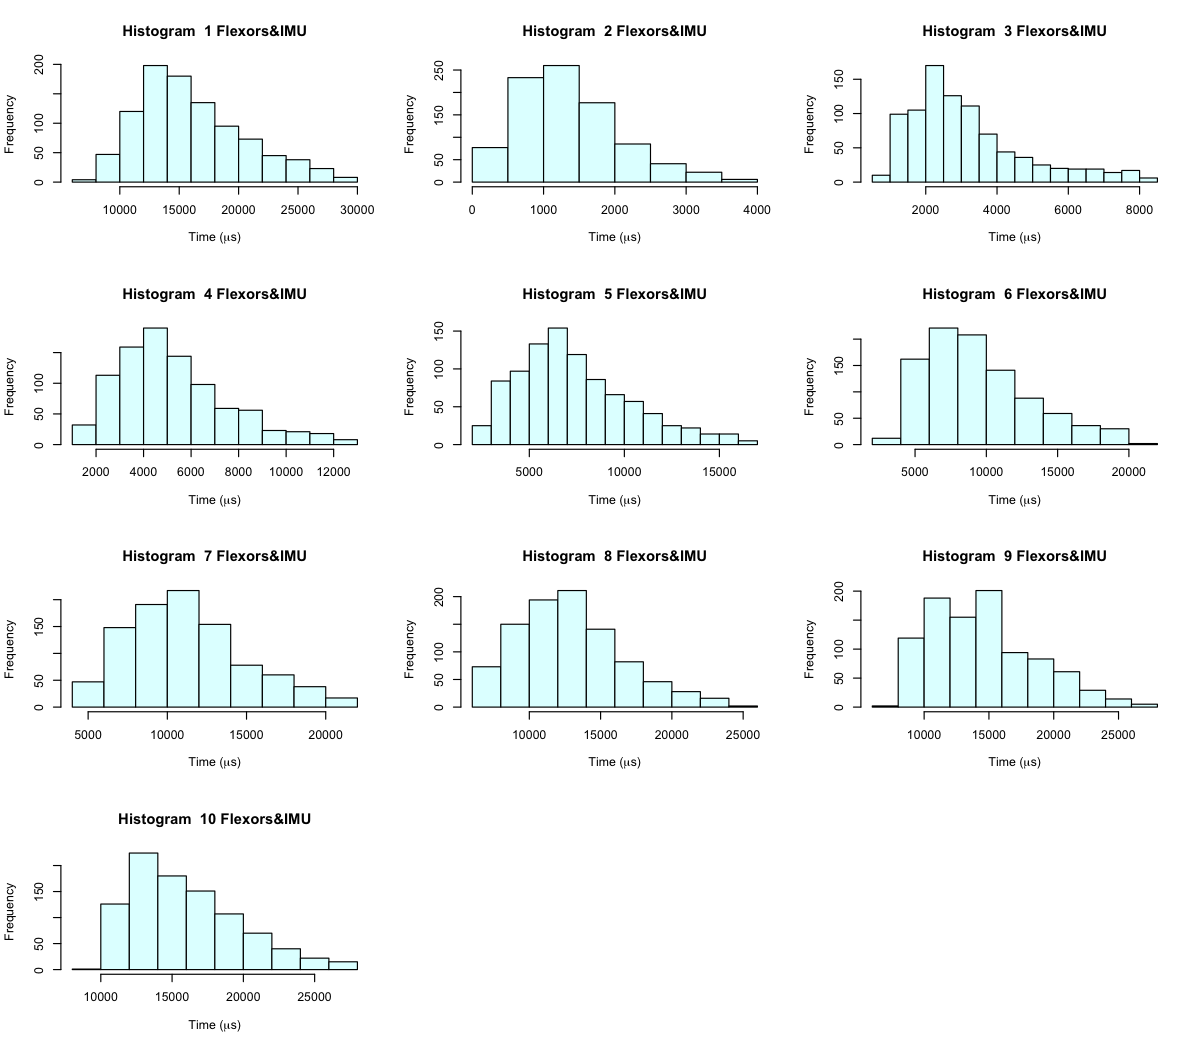 Histogram  1 Flexors&IMU
Frequency
200
100
50
0
10000 15000 20000 25000 30000
Time (μs)
Histogram  2 Flexors&IMU
Frequency
250
150
50
0
0 1000 2000 3000 4000
Time (μs)
Histogram  3 Flexors&IMU
Frequency
150
100
50
0
2000 4000 6000 8000
Time (μs)
Histogram  4 Flexors&IMU
Frequency
100
50
0
2000 4000 6000 8000 10000 12000
Time (μs)
Histogram  5 Flexors&IMU
Frequency
150
100
50
0
5000 10000 15000
Time (μs)
Histogram  6 Flexors&IMU
Frequency
150
50
0
5000 10000 15000 20000
Time (μs)
Histogram  7 Flexors&IMU
Frequency
150
50
0
5000 10000 15000 20000
Time (μs)
Histogram  8 Flexors&IMU
Frequency
200
100
50
0
10000 15000 20000 25000
Time (μs)
Histogram  9 Flexors&IMU
Frequency
200
100
50
0
10000 15000 20000 25000
Time (μs)
Histogram  10 Flexors&IMU
Frequency
150
50
0
10000 15000 20000 25000
Time (μs)